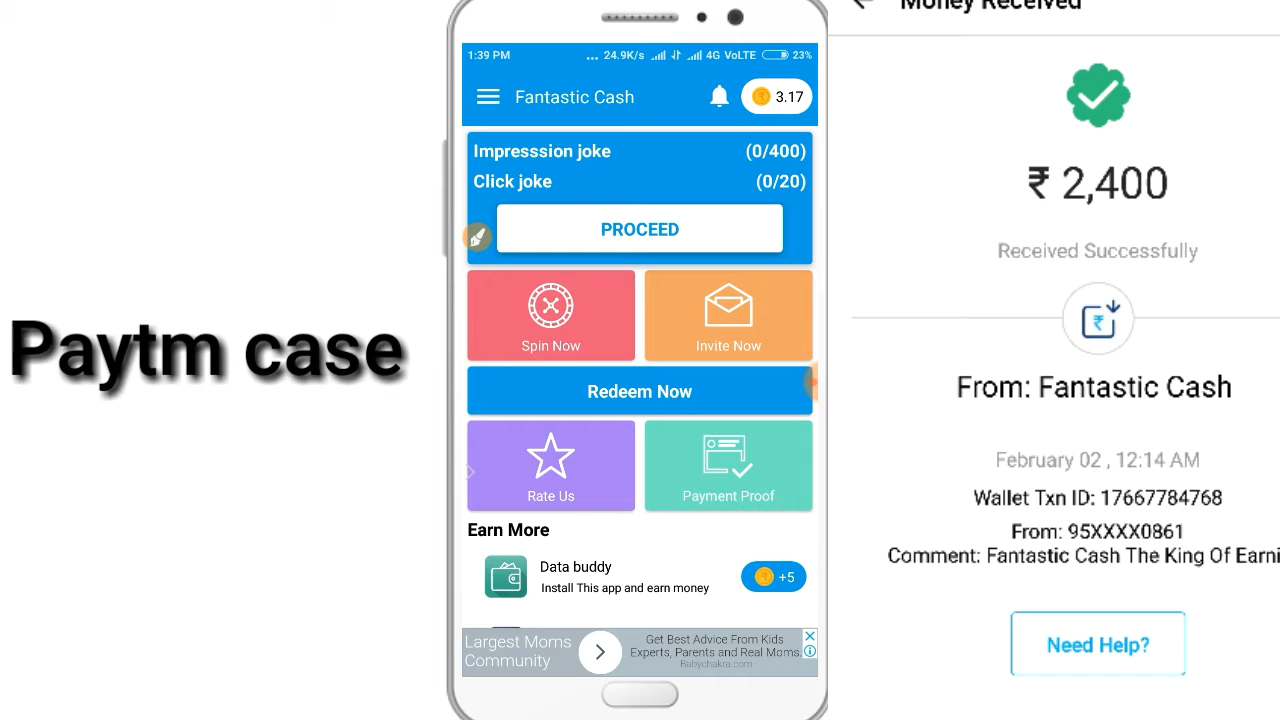 Paytm case
1:39 PM
... 24.9K/s 4G VoLTE 23%
Fantastic Cash
3.17
Impresssion joke (0/400)
Click joke (0/20)
PROCEED
Spin Now
Invite Now
Redeem Now
Rate Us
Payment Proof
Earn More
Data buddy
Install This app and earn money
+5
Largest Moms
Community
Get Best Advice From Kids
Experts, Parents and Real Moms.
Babychakra.com
Money Received
₹ 2,400
Received Successfully
From: Fantastic Cash
February 02 , 12:14 AM
Wallet Txn ID: 17667784768
From: 95XXXX0861
Comment: Fantastic Cash The King Of Earni
Need Help?